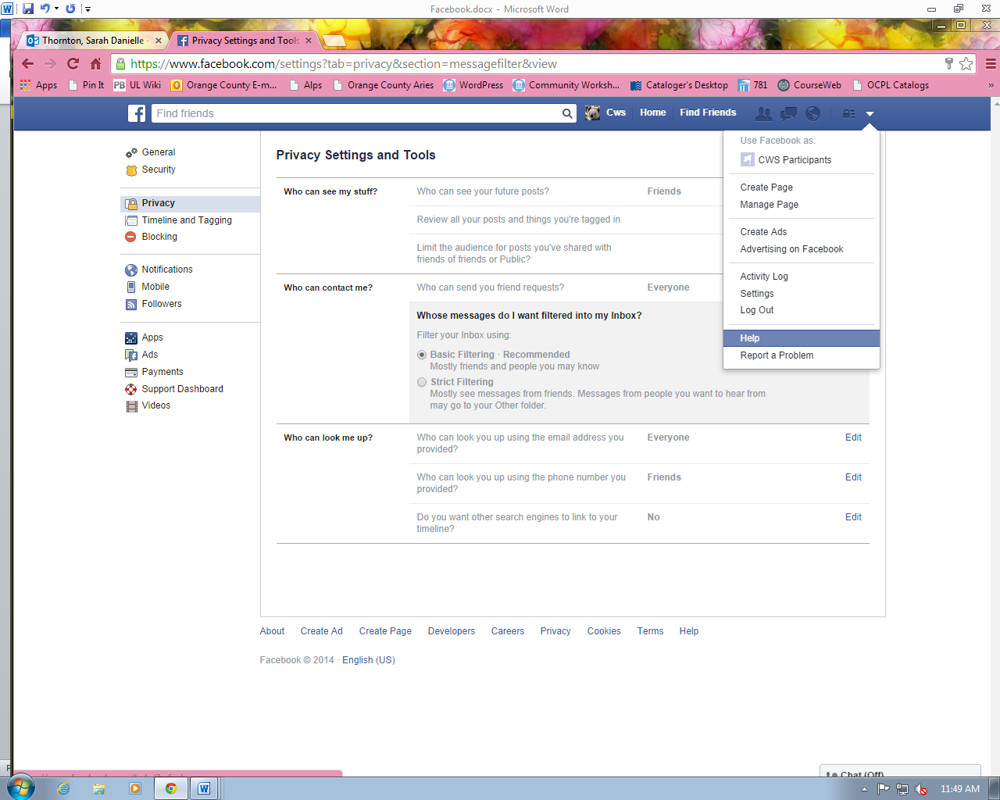 Facebook.docx - Microsoft Word
Thornton, Sarah Danielle -
Privacy Settings and Tools
https://www.facebook.com/settings?tab=privacy&section=messagefilter&view
Apps Pin It PB UL Wiki Orange County E-m... Alps Orange County Aries WordPress Community Worksh... Cataloger's Desktop 781 CourseWeb OCPL Catalogs »
Find friends
Cws Home Find Friends
Use Facebook as:
CWS Participants
Create Page
Manage Page
Create Ads
Advertising on Facebook
Activity Log
Settings
Log Out
Help
Report a Problem
General
Security
Privacy
Timeline and Tagging
Blocking
Notifications
Mobile
Followers
Apps
Ads
Payments
Support Dashboard
Videos
Privacy Settings and Tools
Who can see my stuff? Who can see your future posts? Friends
Review all your posts and things you're tagged in
Limit the audience for posts you've shared with
friends of friends or Public?
Who can contact me? Who can send you friend requests? Everyone
Whose messages do I want filtered into my Inbox?
Filter your Inbox using:
Basic Filtering · Recommended
Mostly friends and people you may know
Strict Filtering
Mostly see messages from friends. Messages from people you want to hear from
may go to your Other folder.
Who can look me up? Who can look you up using the email address you Everyone Edit
provided?
Who can look you up using the phone number you Friends Edit
provided?
Do you want other search engines to link to your No Edit
timeline?
About Create Ad Create Page Developers Careers Privacy Cookies Terms Help
Facebook © 2014 · English (US)
Chat (Off)
11:49 AM